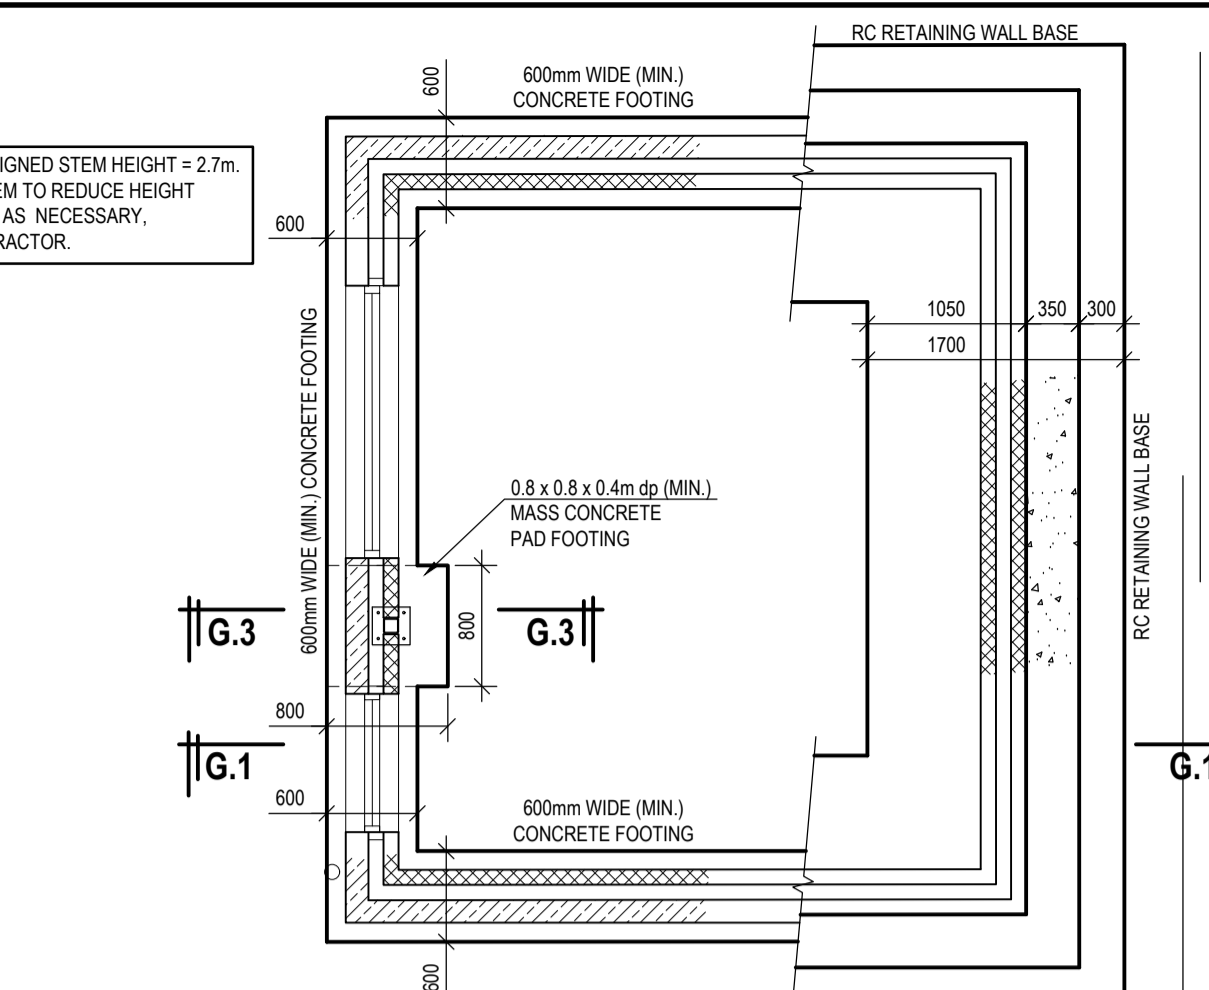 RC RETAINING WALL BASE
600
600mm WIDE (MIN.)
CONCRETE FOOTING
STEM HEIGHT = 2.7m.
TO REDUCE HEIGHT
AS NECESSARY,
600
1050
350
300
1700
600mm WIDE (MIN.) CONCRETE FOOTING
0.8 x 0.8 x 0.4m dp (MIN.)
MASS CONCRETE
PAD FOOTING
RC RETAINING WALL BASE
G.3
800
G.3
800
G.1
G.1
600
600mm WIDE (MIN.)
CONCRETE FOOTING
600